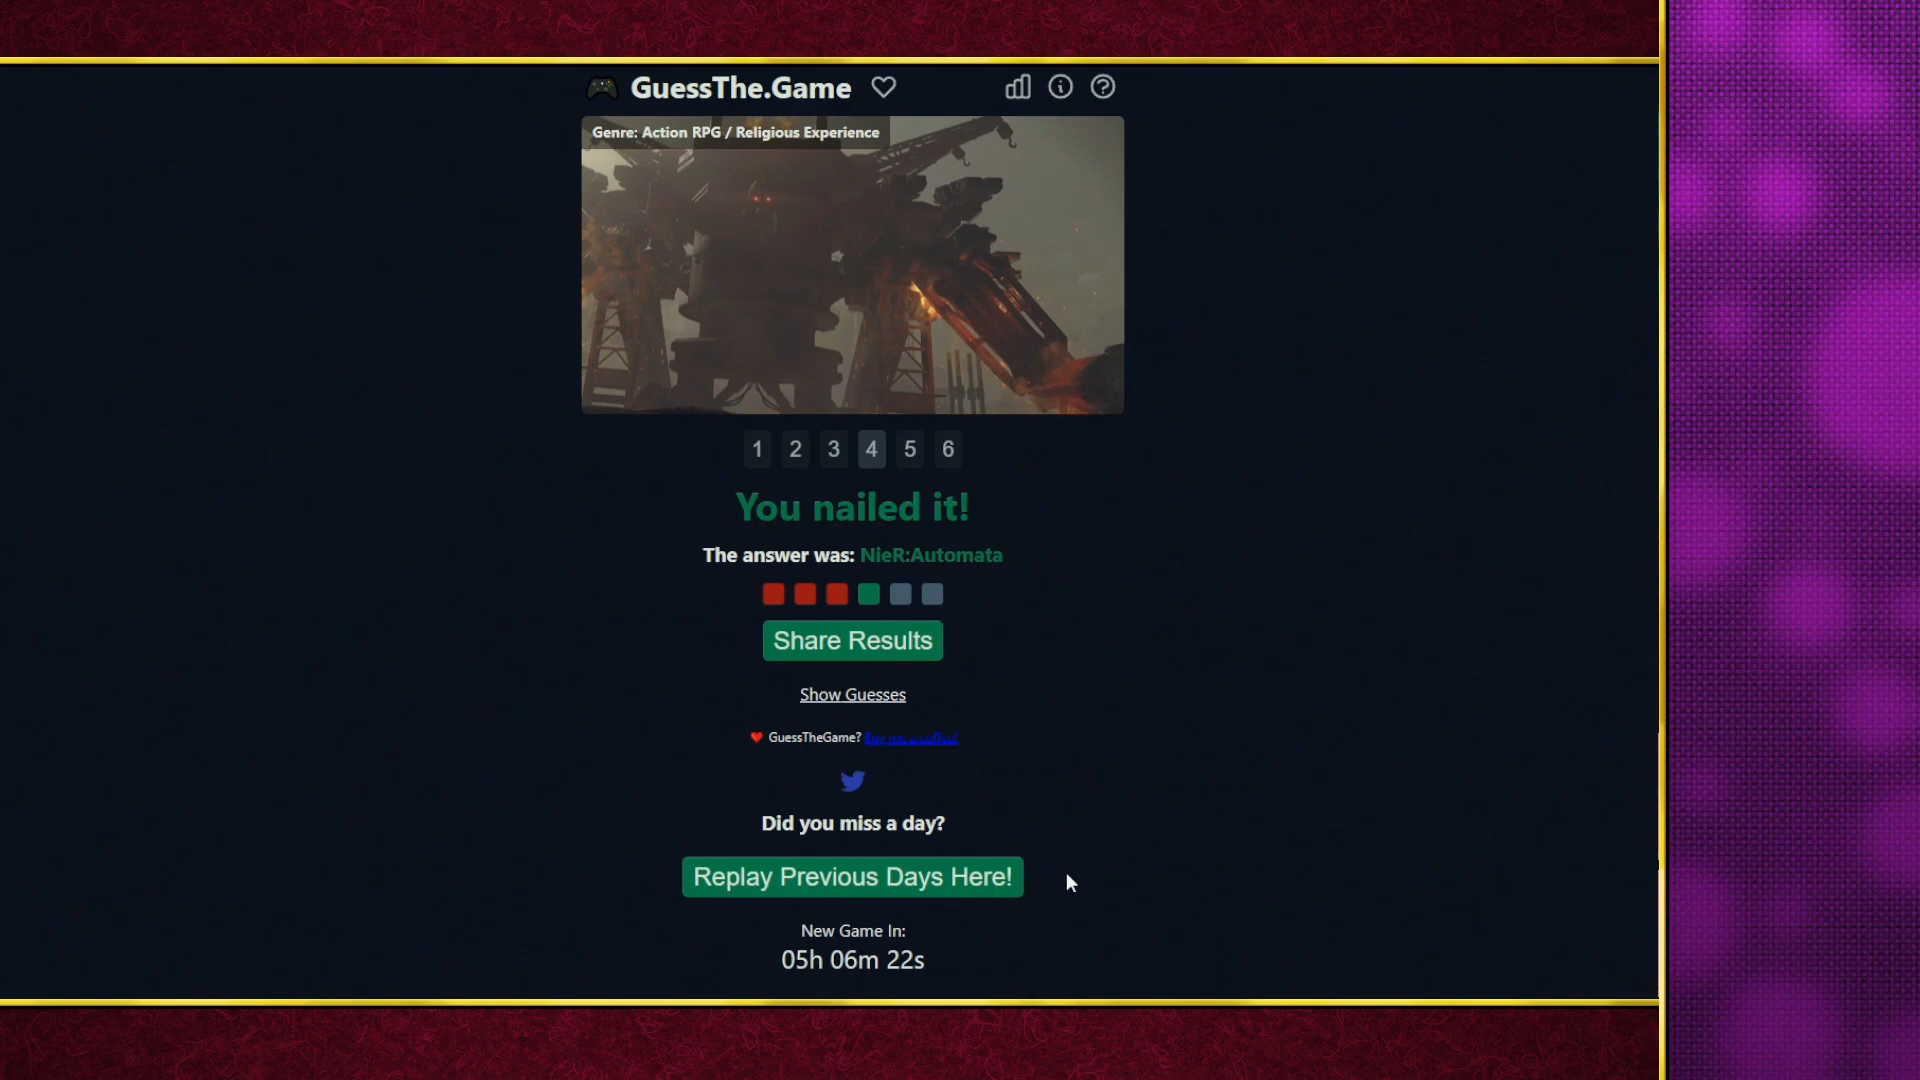 GuessThe.Game
Genre: Action RPG / Religious Experience
1 2 3 4 5 6
You nailed it!
The answer was: NieR:Automata
Share Results
Show Guesses
GuessTheGame?
Did you miss a day?
Replay Previous Days Here!
New Game In:
05h 06m 22s